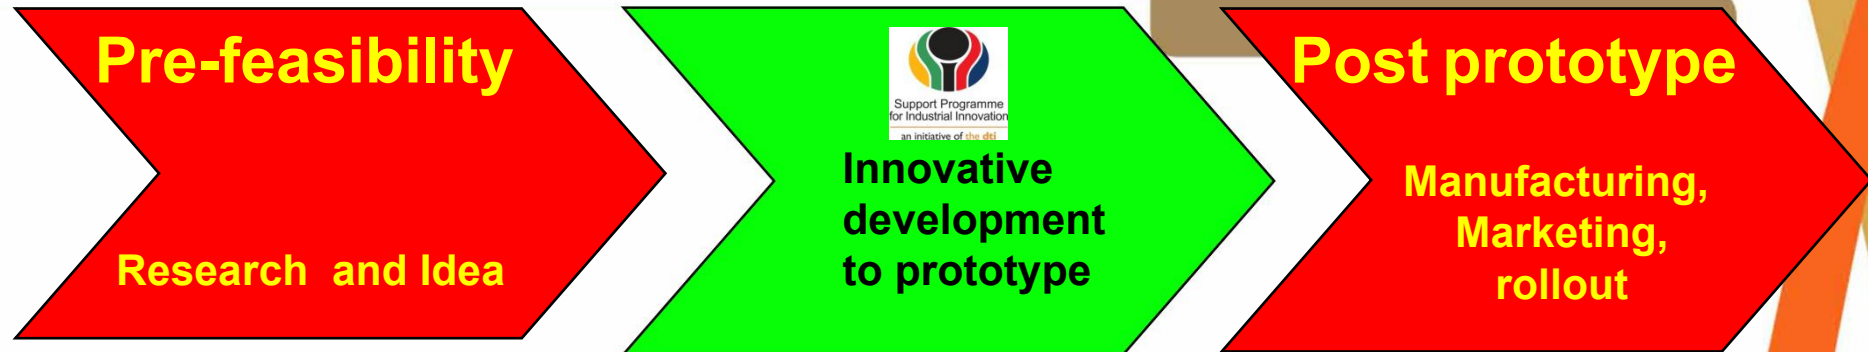 Pre-feasibility
Research and Idea
Support Programme
for Industrial Innovation
an initiative of the dti
Innovative
development
to prototype
Post prototype
Manufacturing,
Marketing,
rollout